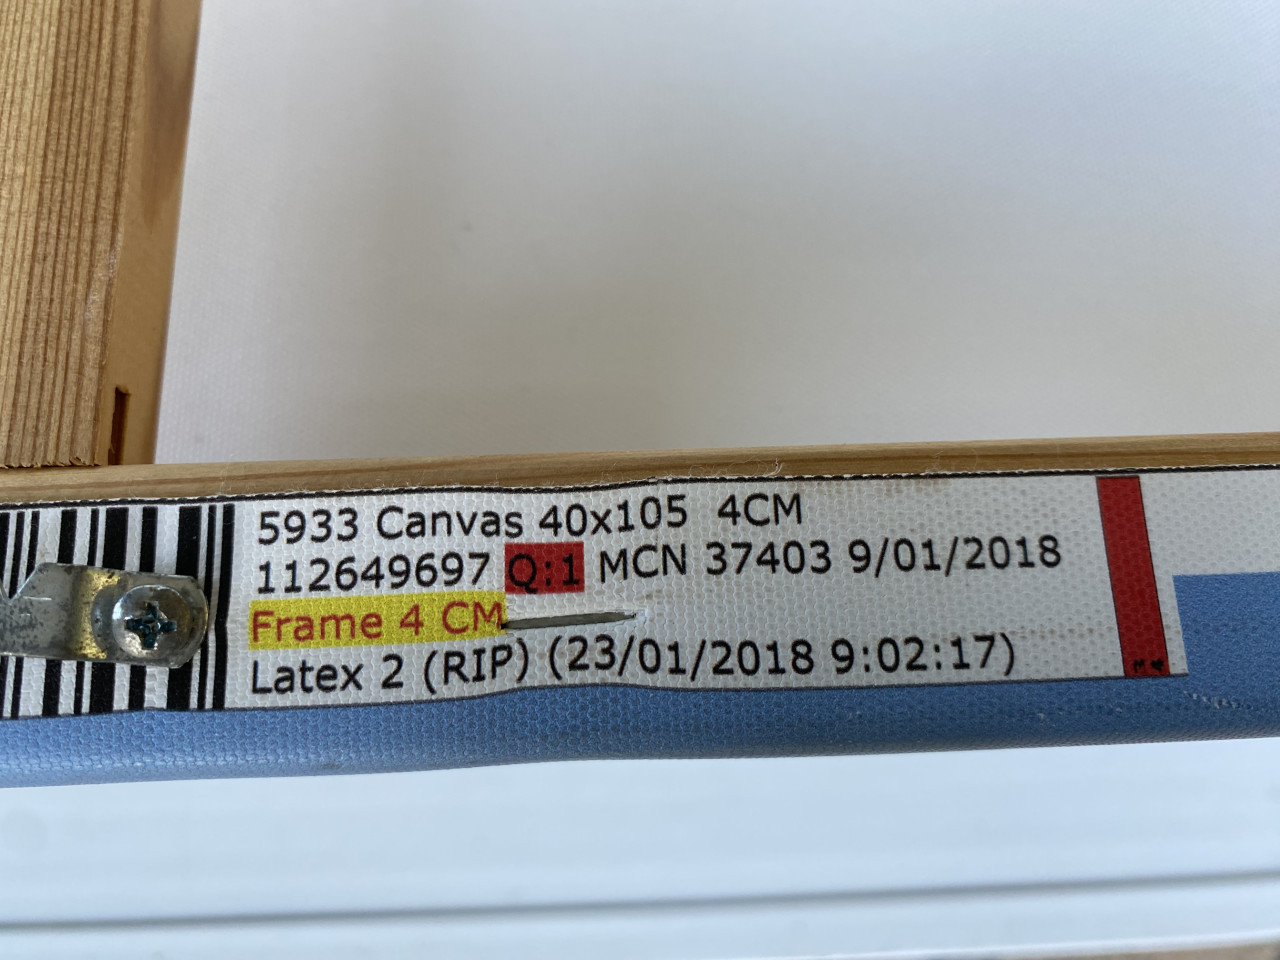 5933 Canvas 40x105 4CM
112649697 Q:1 MCN 37403 9/01/2018
Frame 4 CM
Latex 2 (RIP) (23/01/2018 9:02:17)